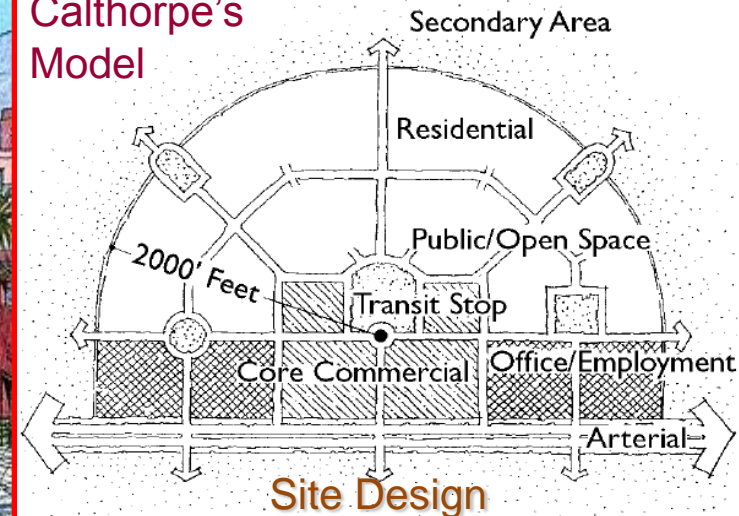 Calthorpe's
Model
Secondary Area
Residential
Public/Open Space
2000' Feet
Transit Stop
Core Commercial
Office/Employment
Arterial
Site Design